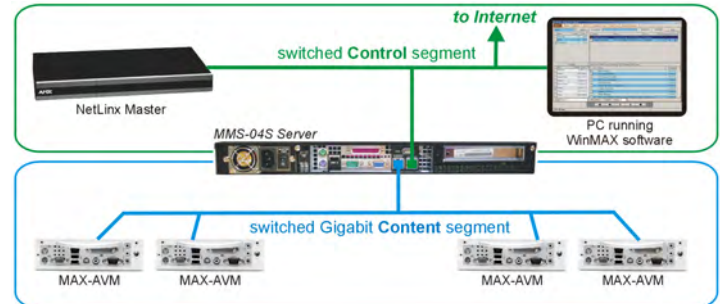 to Internet
switched Control segment
AMX
NetLinx Master
PC running
WinMAX software
MMS-04S Server
switched Gigabit Content segment
MAX-AVM
MAX-AVM
MAX-AVM
MAX-AVM